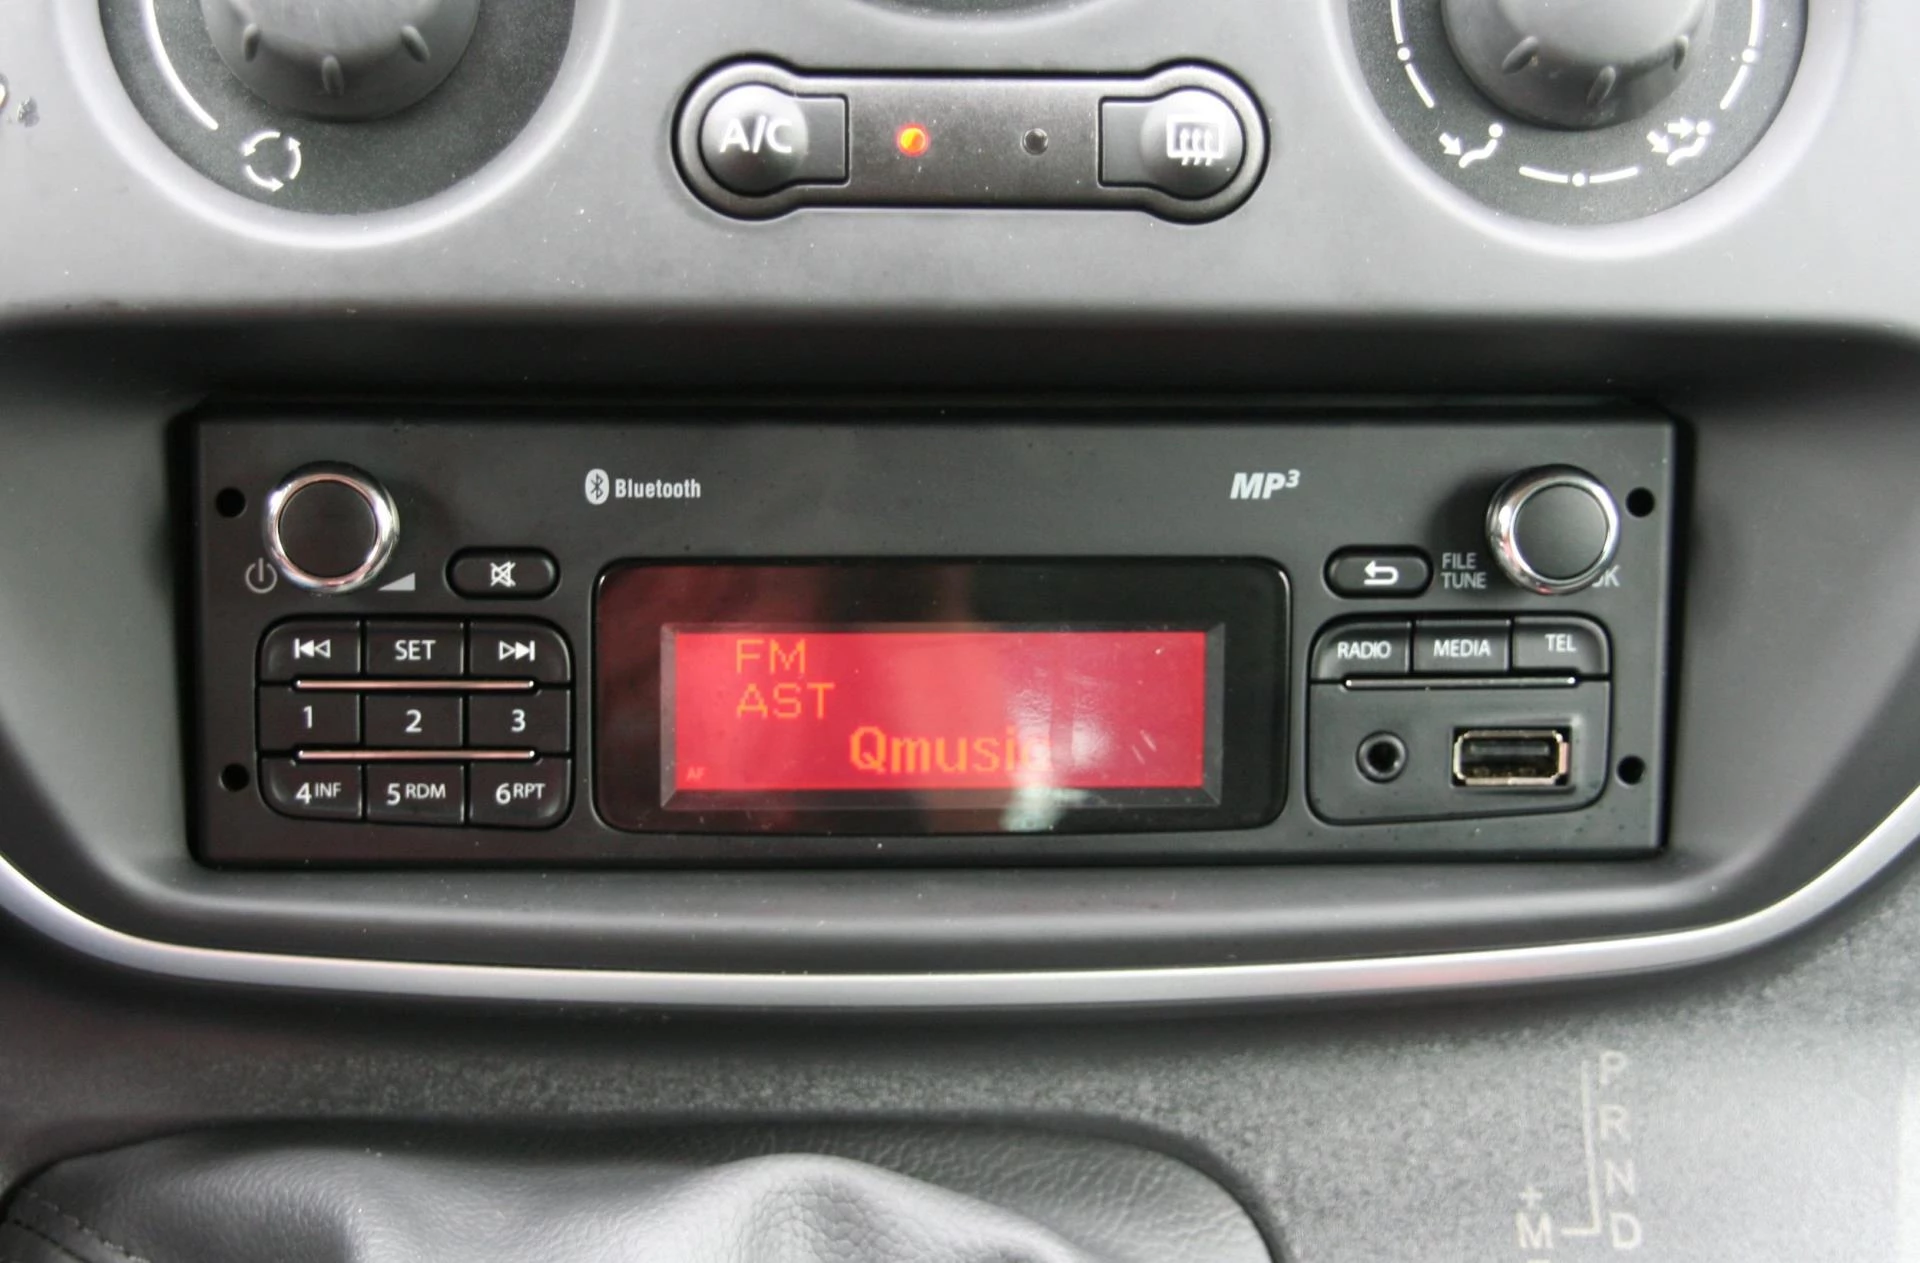 A/C
Bluetooth
MP3
FILE
TUNE
SET
RADIO MEDIA TEL
FM
AST
Qmusic
AF
1 2 3
4 INF 5 RDM 6 RPT
P
R
N
D
+
M